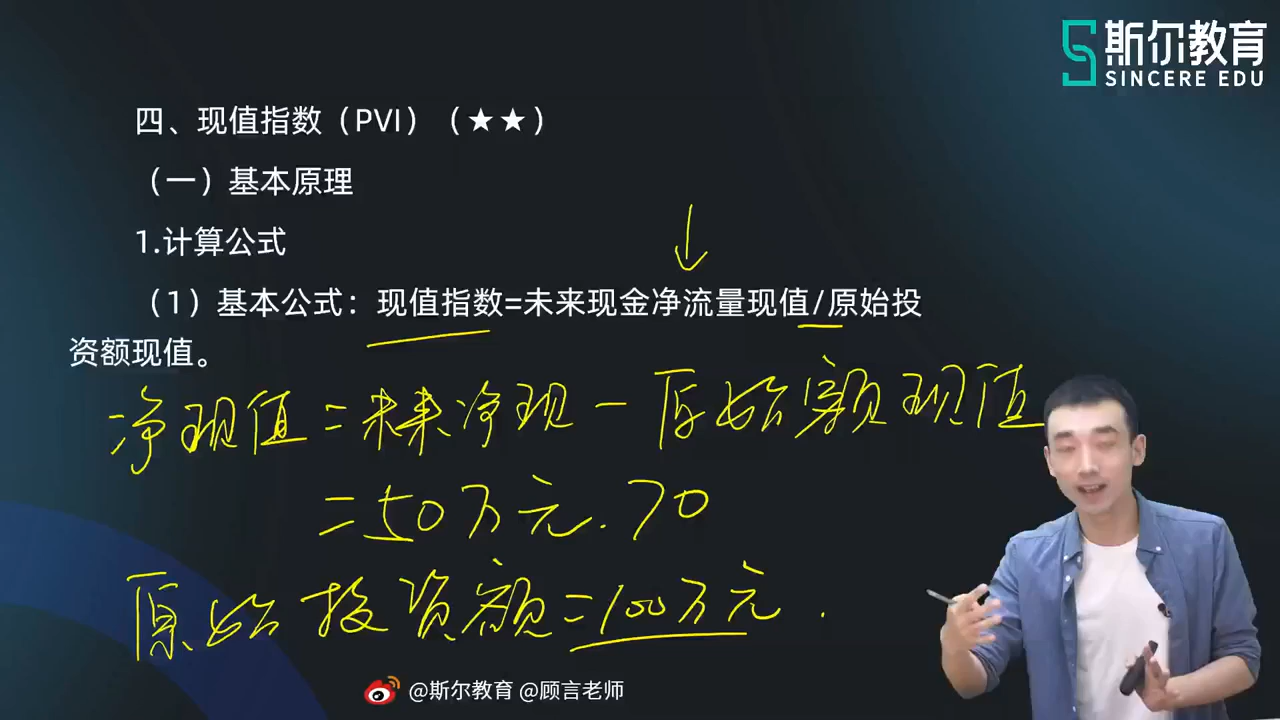 斯尔教育
SINCERE EDU
四、现值指数（PVI）（★★）
（一）基本原理
1.计算公式
（1）基本公式：现值指数=未来现金净流量现值/原始投
资额现值。
净现值=未来净现-原始额现值
=50万元.70
原始投资额=100万元.
@斯尔教育 @顾言老师